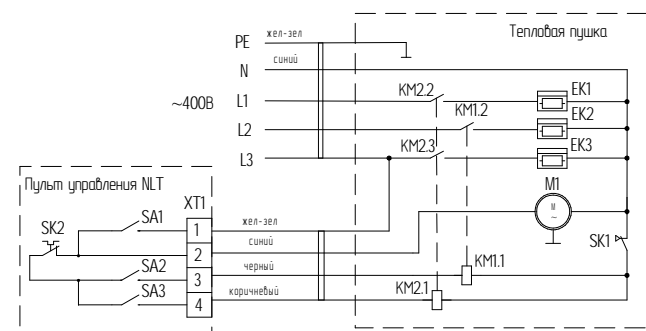 Тепловая пушка
PE жел-зел
N синий
~400В
L1 KM2.2 EK1
L2 KM1.2 EK2
L3 KM2.3 EK3
Пульт управления NLT
XT1
M1
M
~
SK2 SA1 1 жел-зел
2 синий
SK1
SA2 3 черный KM1.1
SA3 4 коричневый KM2.1